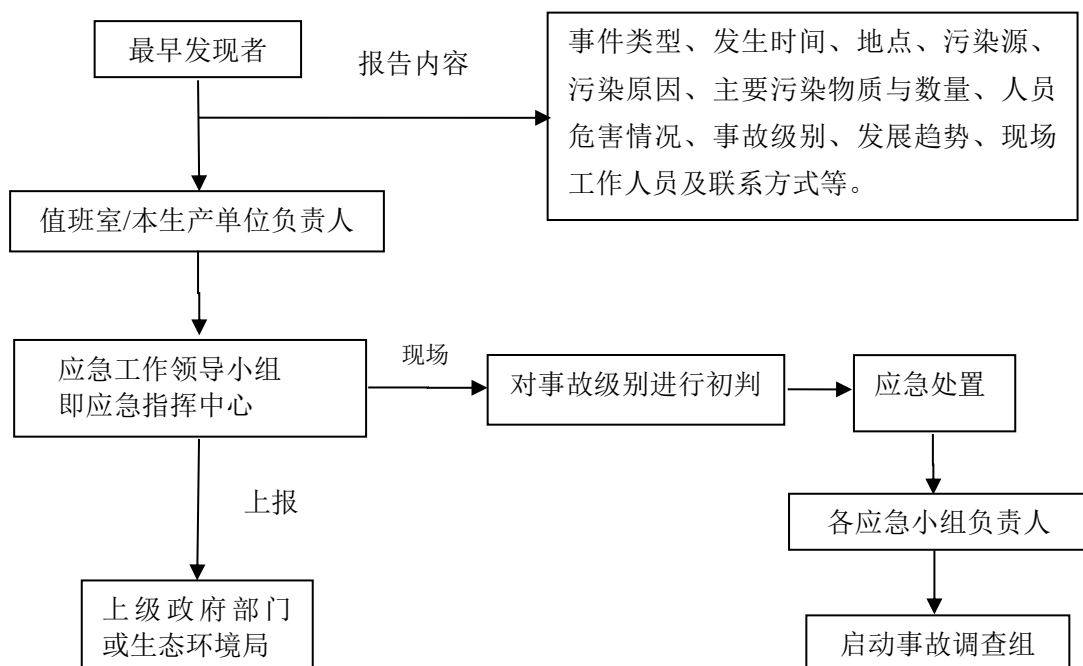 最早发现者
报告内容
事件类型、发生时间、地点、污染源、
污染原因、主要污染物质与数量、人员
危害情况、事故级别、发展趋势、现场
工作人员及联系方式等。
值班室/本生产单位负责人
应急工作领导小组
即应急指挥中心
现场
对事故级别进行初判
应急处置
上报
各应急小组负责人
上级政府部门
或生态环境局
启动事故调查组